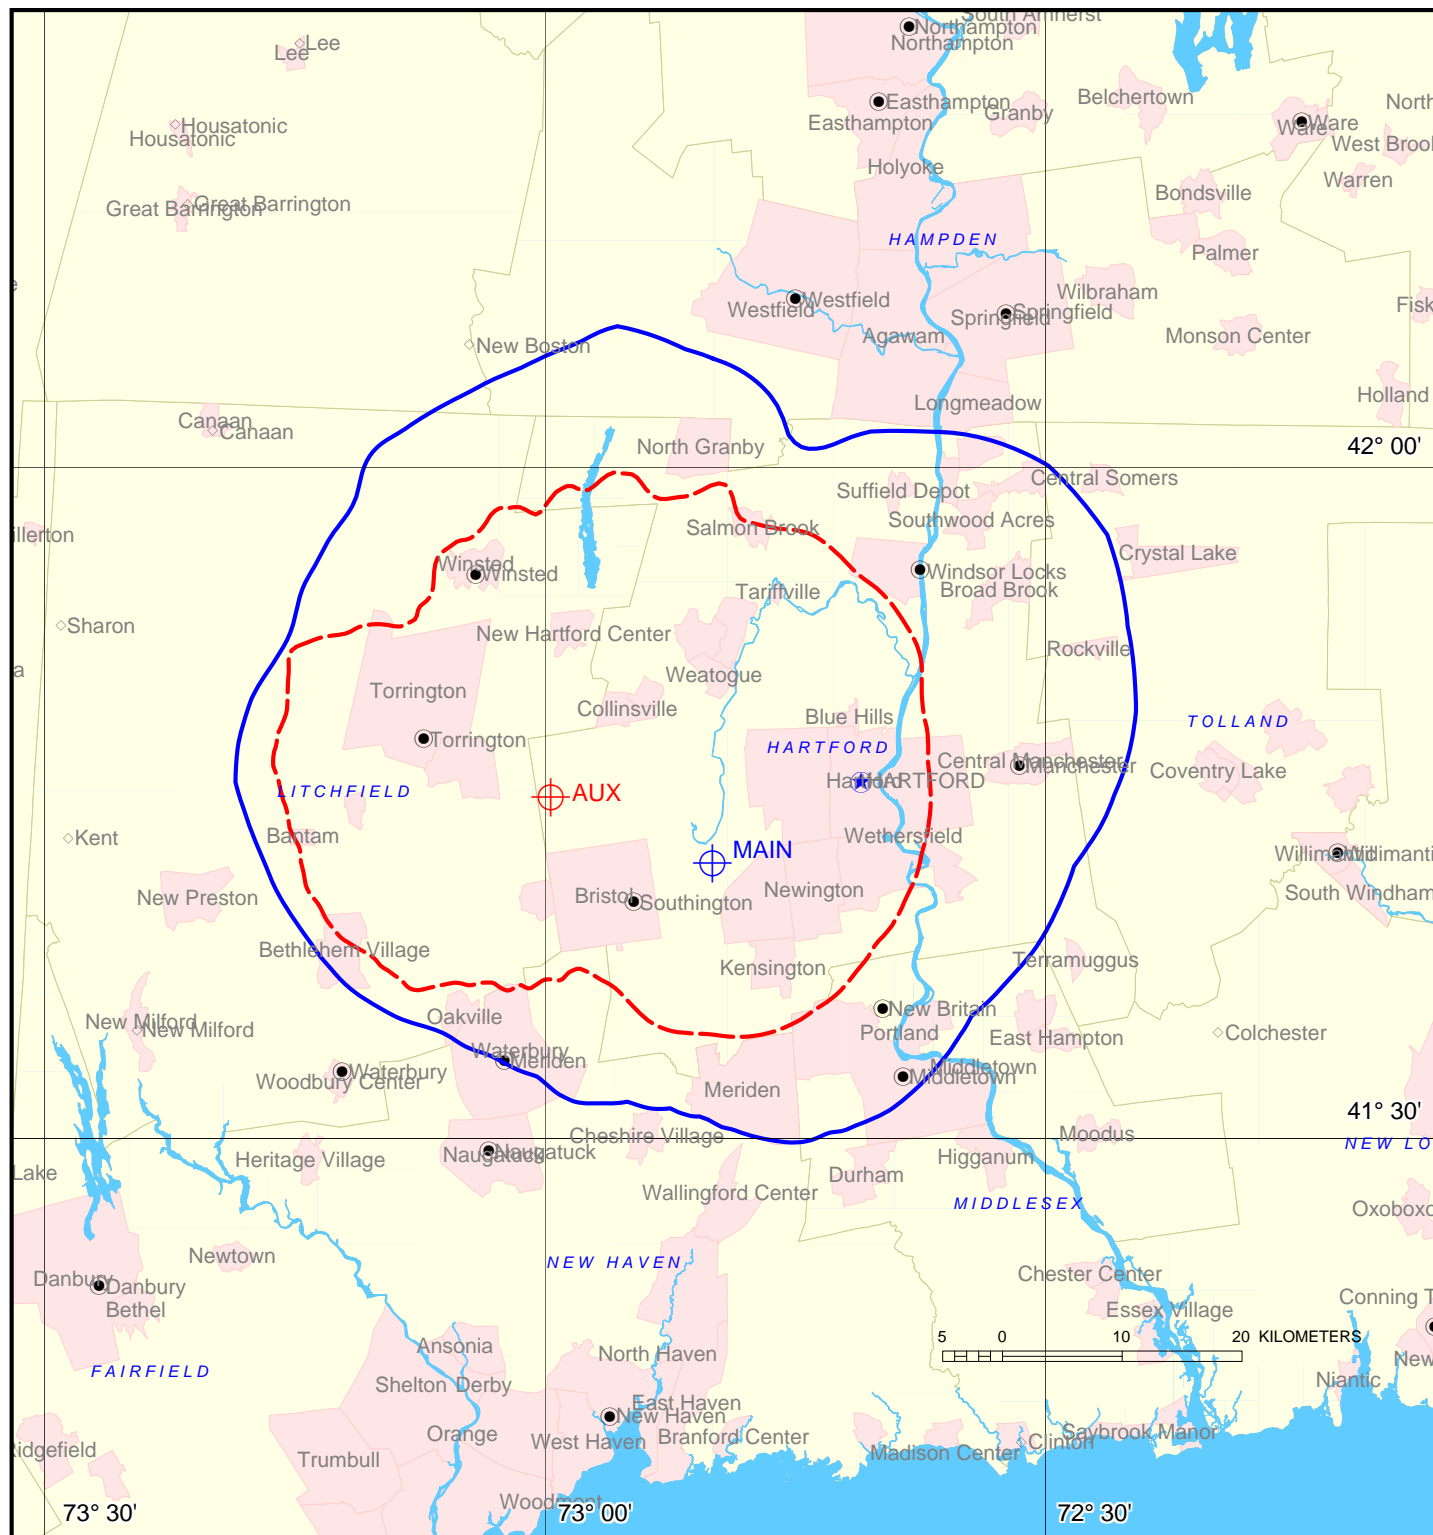 South Amherst
Northampton
Northampton
Lee
Lee
Belchertown
Easthampton
Easthampton
Granby
North
Ware
Ware
West Brook
Housatonic
Housatonic
Holyoke
Warren
Bondsville
Great Barrington
Great Barrington
HAMPDEN
Palmer
e
Westfield
Westfield
Wilbraham
Springfield
Springfield
Fisk
Agawam
Monson Center
New Boston
Holland
Longmeadow
Canaan
Canaan
North Granby
42° 00'
Central Somers
Suffield Depot
Southwood Acres
Salmon Brook
illerton
Crystal Lake
Winsted
Winsted
Windsor Locks
Broad Brook
Tariffville
Sharon
New Hartford Center
Rockville
a
Weatogue
Torrington
Collinsville
Blue Hills
TOLLAND
Torrington
HARTFORD
Central Manchester
Manchester
Coventry Lake
Hartford
HARTFORD
LITCHFIELD
AUX
Kent
Bantam
Wethersfield
MAIN
Willimantic
Willimanti
New Preston
Bristol
Southington
Newington
South Windham
Bethlehem Village
Kensington
Terramuggus
New Milford
New Milford
Oakville
New Britain
Portland
East Hampton
Colchester
Waterbury
Meriden
Waterbury
Woodbury Center
Meriden
Middletown
Middletown
41° 30'
Cheshire Village
Moodus
NEW LO
Lake
Heritage Village
Naugatuck
Naugatuck
Durham
Higganum
Wallingford Center
MIDDLESEX
Oxoboxo
Newtown
NEW HAVEN
Danbury
Danbury
Bethel
Chester Center
Essex Village
Conning T
5 0 10 20 KILOMETERS
Ansonia
North Haven
New
FAIRFIELD
Shelton Derby
Niantic
East Haven
New Haven
Orange
West Haven
Branford Center
Saybrook Manor
Clinton
Madison Center
Ridgefield
Trumbull
Woodmont
73° 30'
73° 00'
72° 30'